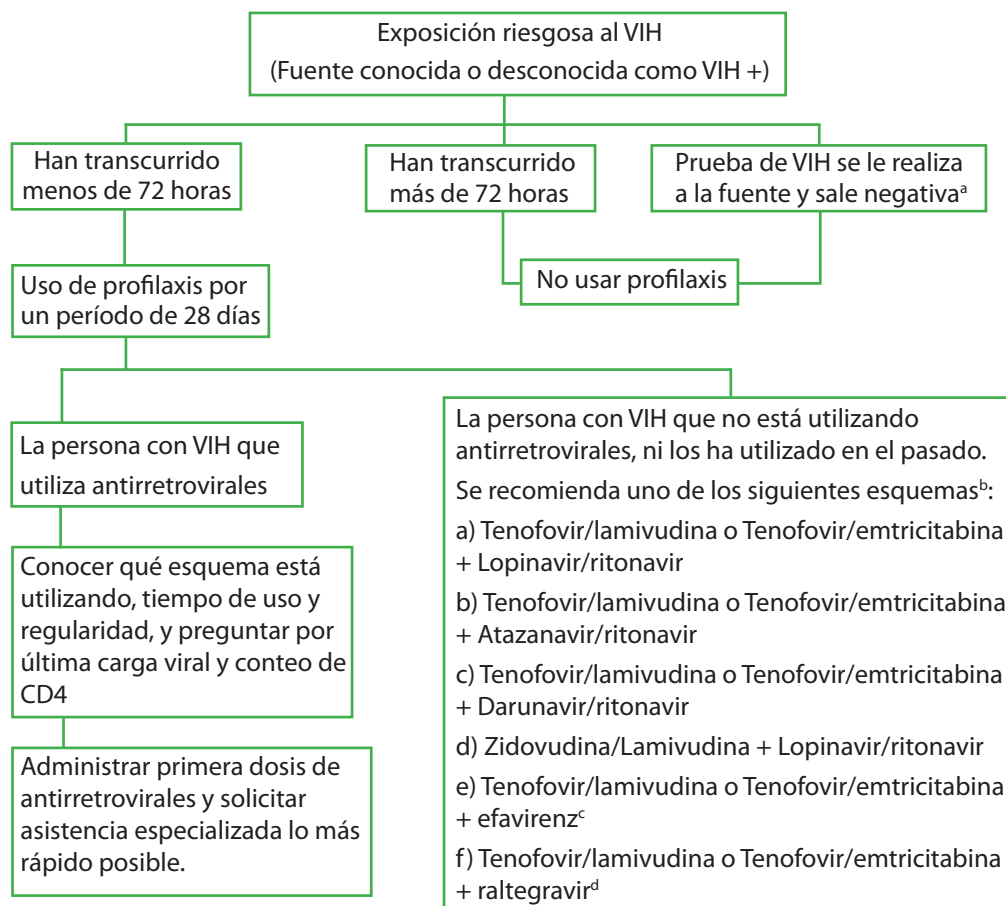 Exposición riesgosa al VIH
(Fuente conocida o desconocida como VIH +)
Han transcurrido
menos de 72 horas
Han transcurrido
más de 72 horas
Prueba de VIH se le realiza
a la fuente y sale negativaᵃ
Uso de profilaxis por
un período de 28 días
No usar profilaxis
La persona con VIH que
utiliza antirretrovirales
Conocer qué esquema está
utilizando, tiempo de uso y
regularidad, y preguntar por
última carga viral y conteo de
CD4
Administrar primera dosis de
antirretrovirales y solicitar
asistencia especializada lo más
rápido posible.
La persona con VIH que no está utilizando
antirretrovirales, ni los ha utilizado en el pasado.
Se recomienda uno de los siguientes esquemasᵇ:
a) Tenofovir/lamivudina o Tenofovir/emtricitabina
+ Lopinavir/ritonavir
b) Tenofovir/lamivudina o Tenofovir/emtricitabina
+ Atazanavir/ritonavir
c) Tenofovir/lamivudina o Tenofovir/emtricitabina
+ Darunavir/ritonavir
d) Zidovudina/Lamivudina + Lopinavir/ritonavir
e) Tenofovir/lamivudina o Tenofovir/emtricitabina
+ efavirenzᶜ
f) Tenofovir/lamivudina o Tenofovir/emtricitabina
+ raltegravirᵈ